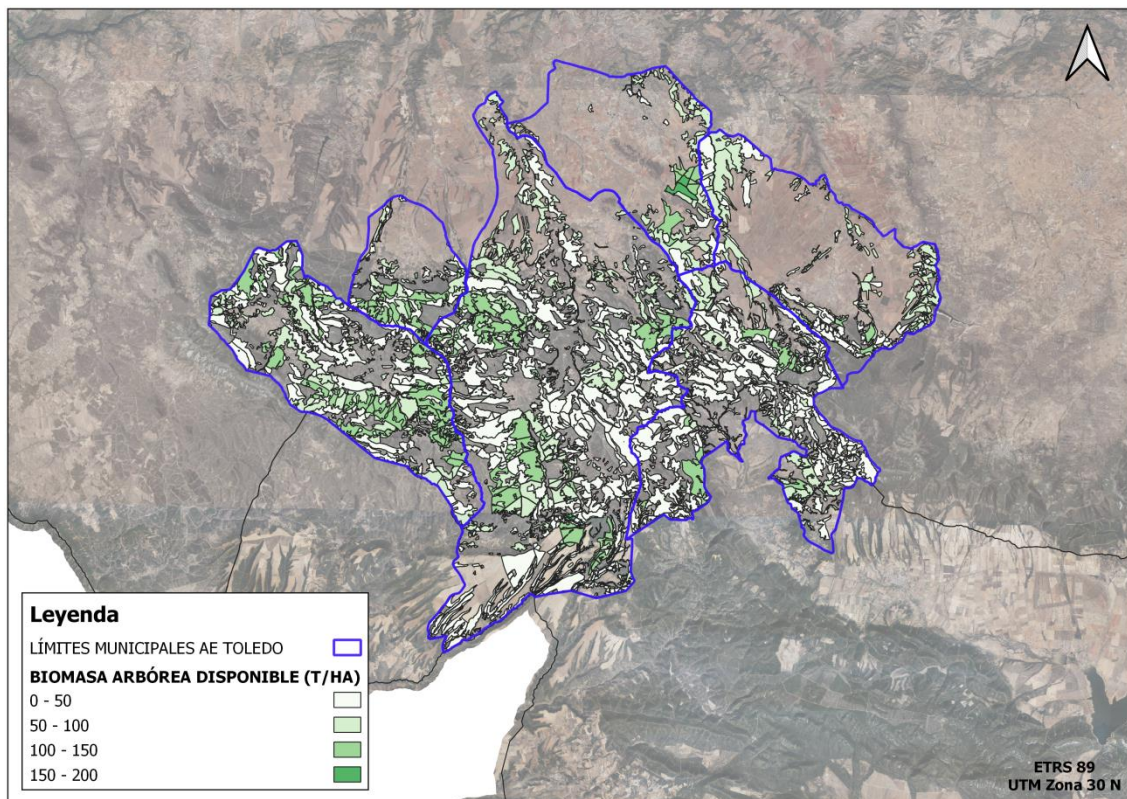 Leyenda
LÍMITES MUNICIPALES AE TOLEDO
BIOMASA ARBÓREA DISPONIBLE (T/HA)
0 - 50
50 - 100
100 - 150
150 - 200
ETRS 89
UTM Zona 30 N